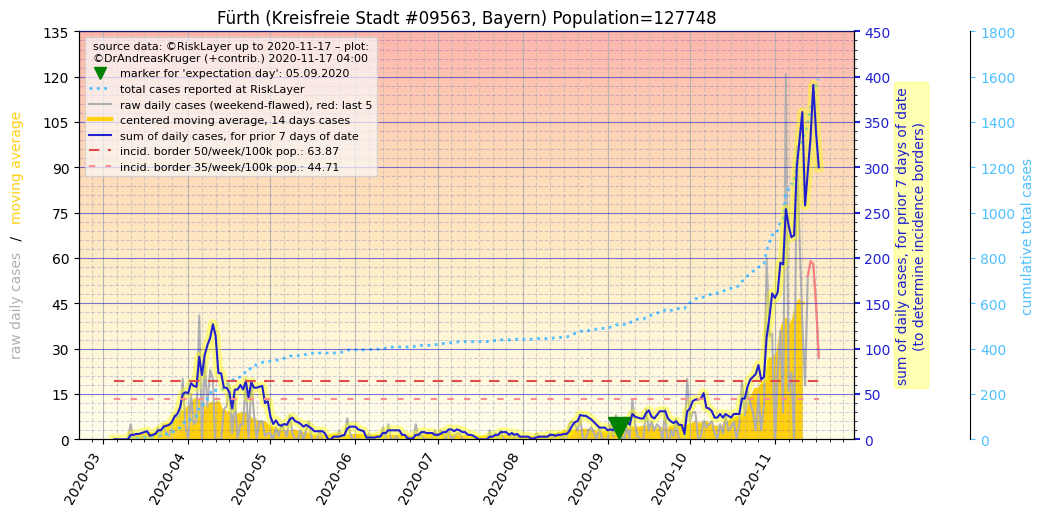 Fürth (Kreisfreie Stadt #09563, Bayern) Population=127748
source data: ©RiskLayer up to 2020-11-17 – plot:
©DrAndreasKruger (+contrib.) 2020-11-17 04:00
marker for 'expectation day': 05.09.2020
total cases reported at RiskLayer
raw daily cases (weekend-flawed), red: last 5
centered moving average, 14 days cases
sum of daily cases, for prior 7 days of date
incid. border 50/week/100k pop.: 63.87
incid. border 35/week/100k pop.: 44.71
raw daily cases / moving average
135
120
105
90
75
60
45
30
15
0
2020-03
2020-04
2020-05
2020-06
2020-07
2020-08
2020-09
2020-10
2020-11
450
400
350
300
250
200
150
100
50
0
sum of daily cases, for prior 7 days of date
(to determine incidence borders)
1800
1600
1400
1200
1000
800
600
400
200
0
cumulative total cases